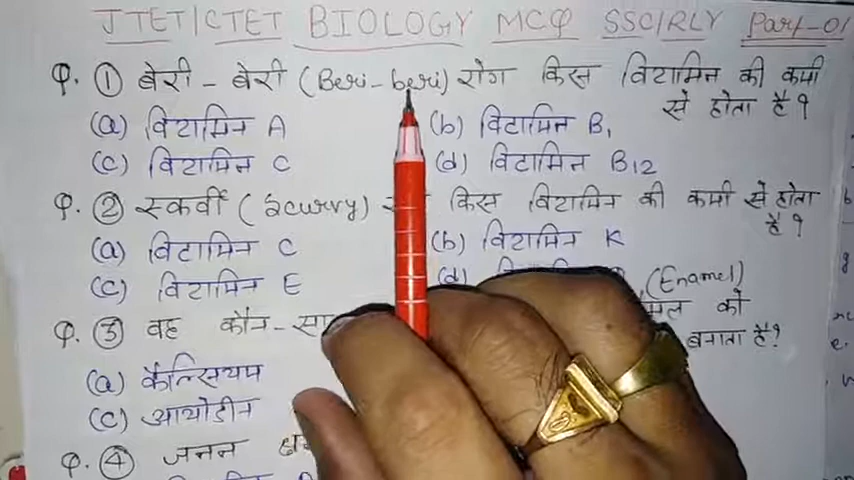 JTET/CTET BIOLOGY MCQ SSC/RLY Part-01
Q. ① बेरी - बेरी (Beri-beri) रोग किस विटामिन की कमी
से होता है ?
(a) विटामिन A (b) विटामिन B₁
(c) विटामिन C (d) विटामिन B12
Q. ② स्कर्वी (Scurvy) किस विटामिन की कमी से होता
है ?
(a) विटामिन C (b) विटामिन K
(c) विटामिन E (d)
(Enamel)
Q. ③ वह कौन-सा को
बनाता है ?
(a) कैल्सियम
(c) आयोडीन
Q. ④ जनन